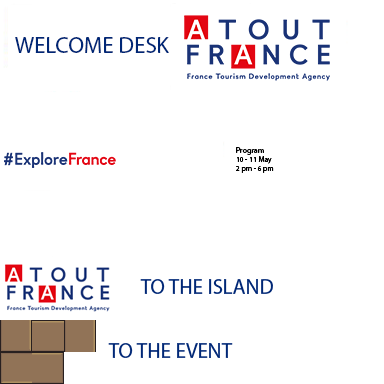 WELCOME DESK
ATOUT
FRANCE
France Tourism Development Agency
#ExploreFrance
Program
10 - 11 May
2 pm - 6 pm
ATOUT
FRANCE
France Tourism Development Agency
TO THE ISLAND
TO THE EVENT